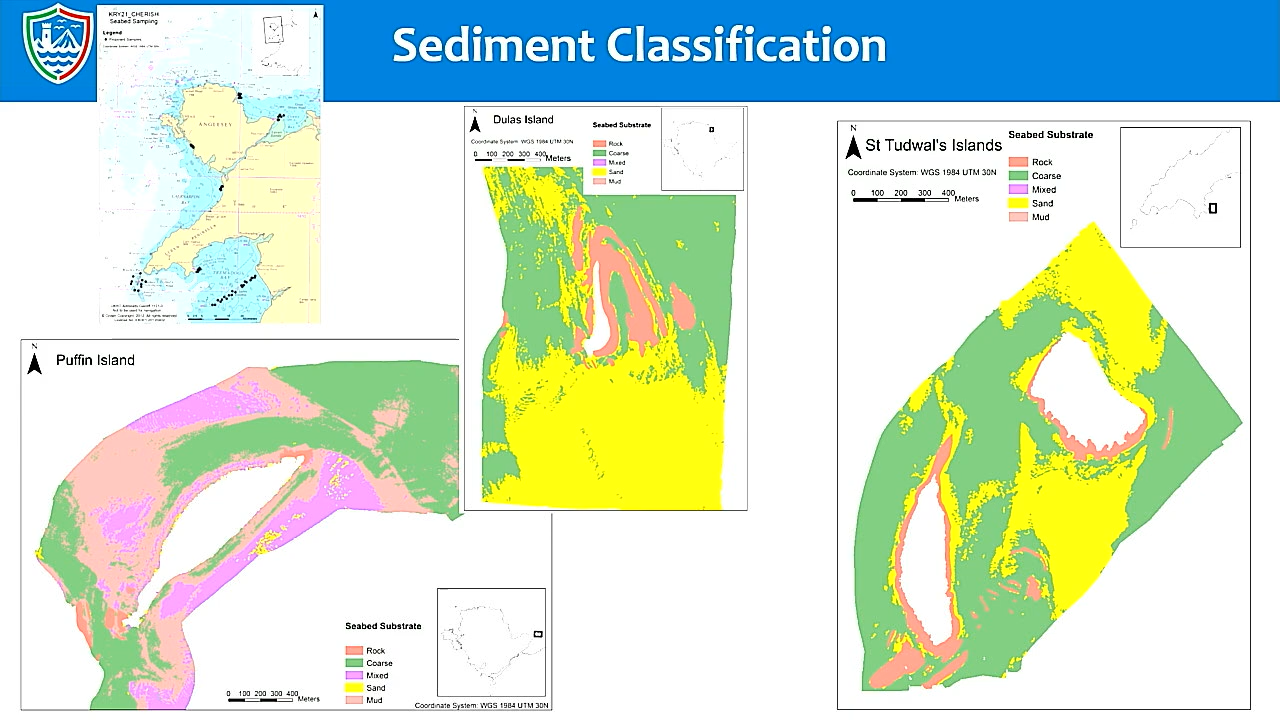 Sediment Classification
KRY21_CHERISH
Seabed Sampling
Legend
Proposed Sampling
ANGLESEY
Dulas Island
Coordinate System: WGS 1984 UTM 30N
0 100 200 300 400
Meters
Seabed Substrate
Rock
Coarse
Mixed
Sand
Mud
N
St Tudwal's Islands
Coordinate System: WGS 1984 UTM 30N
0 100 200 300 400
Meters
Seabed Substrate
Rock
Coarse
Mixed
Sand
Mud
N
Puffin Island
N
Seabed Substrate
Rock
Coarse
Mixed
Sand
Mud
0 100 200 300 400
Meters
Coordinate System: WGS 1984 UTM 30N